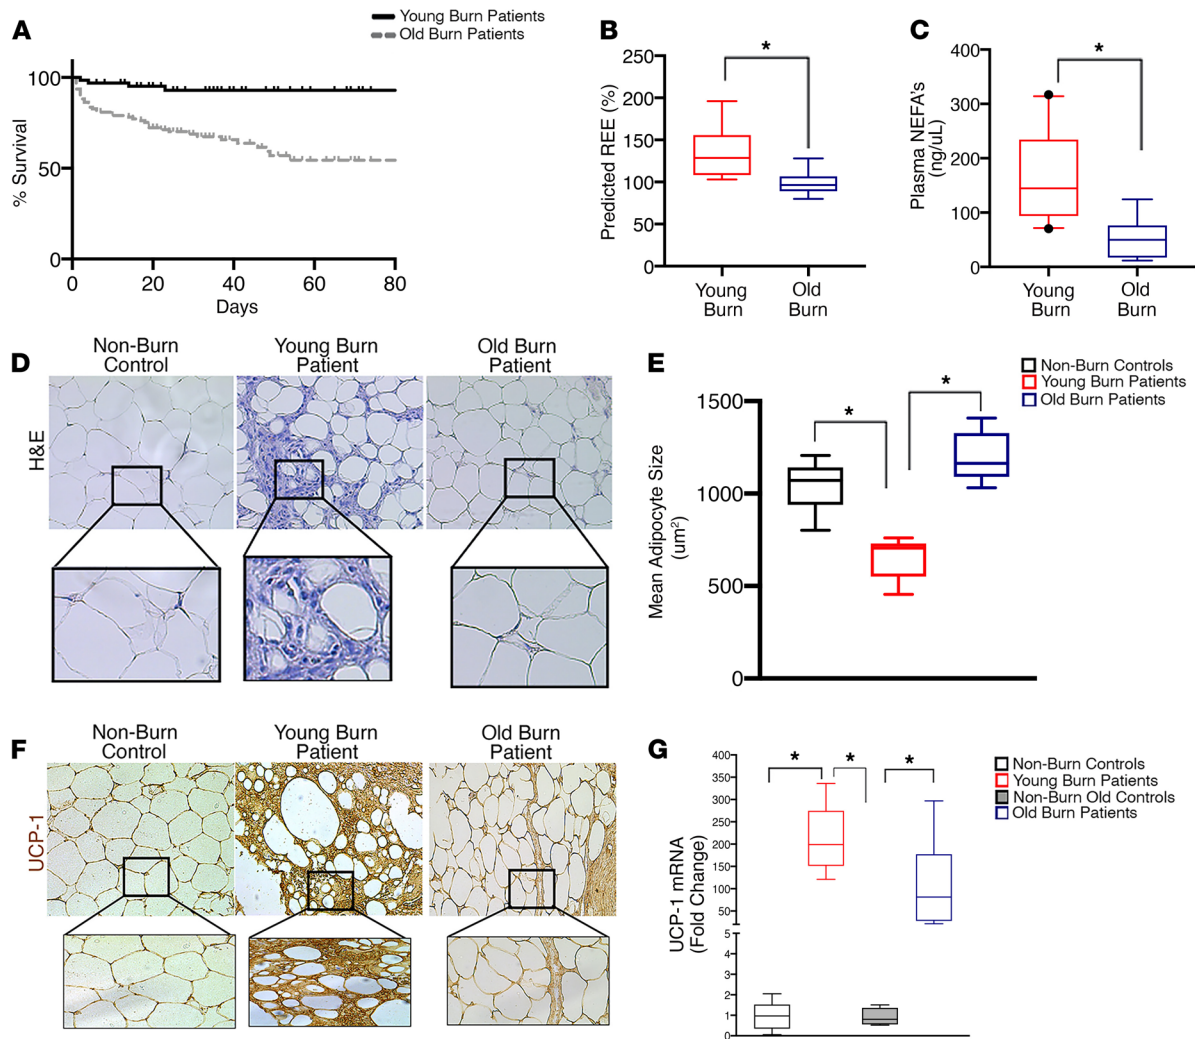 A
Young Burn Patients
Old Burn Patients
% Survival
100
50
0
0 20 40 60 80
Days
B
*
Predicted REE (%)
250
200
150
100
50
0
Young
Burn
Old
Burn
C
*
Plasma NEFA's
(ng/uL)
400
300
200
100
0
Young
Burn
Old
Burn
D
Non-Burn
Control
Young Burn
Patient
Old Burn
Patient
H&E
E
Non-Burn Controls
Young Burn Patients
Old Burn Patients
*
*
Mean Adipocyte Size
(um²)
1500
1000
500
0
F
Non-Burn
Control
Young Burn
Patient
Old Burn
Patient
UCP-1
G
Non-Burn Controls
Young Burn Patients
Non-Burn Old Controls
Old Burn Patients
* * *
UCP-1 mRNA
(Fold Change)
400
350
300
250
200
150
100
50
5
4
3
2
1
0